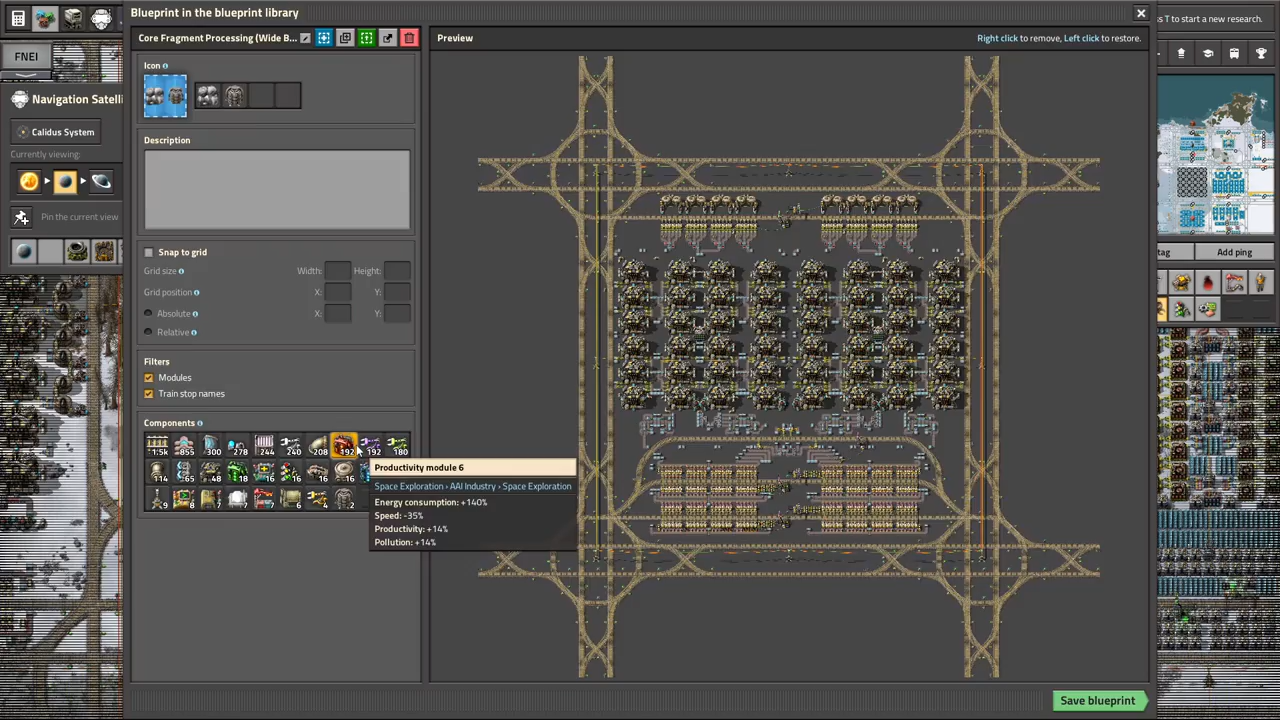 Blueprint in the blueprint library
s T to start a new research.
Core Fragment Processing (Wide B...
Preview
Right click to remove, Left click to restore.
FNEI
Icon
Navigation Satelli
Calidus System
Description
Currently viewing:
Pin the current view
Snap to grid
tag
Add ping
Grid size
Width:
Height:
Grid position
X:
Y:
Absolute
X:
Y:
Relative
Filters
Modules
Train stop names
Components
1.5k
855
300
278
244
240
208
192
192
180
Productivity module 6
114
65
48
24
18
16
16
16
16
Space Exploration › AAI Industry › Space Exploration
9
8
7
7
7
6
4
2
Energy consumption: +140%
Speed: -35%
Productivity: +14%
Pollution: +14%
Save blueprint